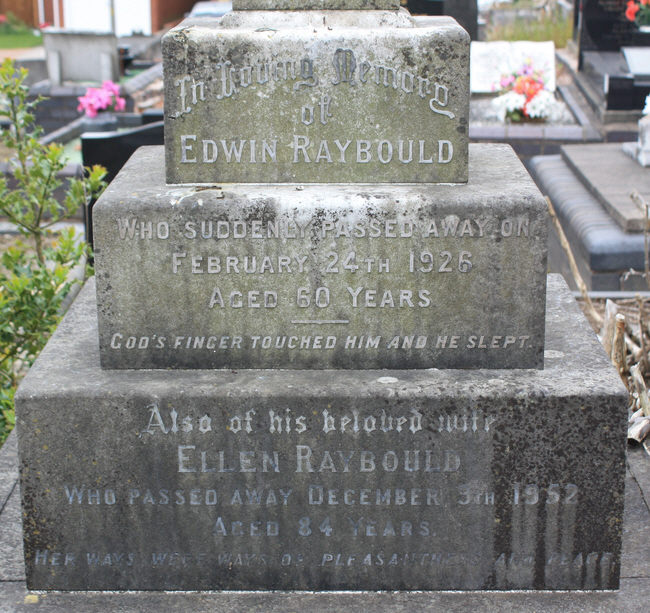 In Loving Memory
of
EDWIN RAYBOULD
WHO SUDDENLY PASSED AWAY ON
FEBRUARY 24TH 1926
AGED 60 YEARS
GOD'S FINGER TOUCHED HIM AND HE SLEPT.
Also of his beloved wife
ELLEN RAYBOULD
WHO PASSED AWAY DECEMBER 5TH 1952
AGED 84 YEARS.
HER WAYS WERE WAYS OF PLEASANTNESS AND PEACE.